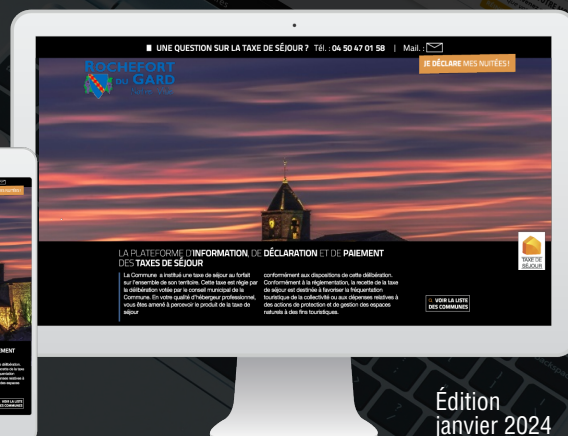 UNE QUESTION SUR LA TAXE DE SÉJOUR ? Tél. : 04 50 47 01 58 | Mail. :
JE DÉCLARE MES NUITÉES !
ROCHEFORT
DU GARD
LA PLATEFORME D'INFORMATION, DE DÉCLARATION ET DE PAIEMENT
DES TAXES DE SÉJOUR
La Commune a institué une taxe de séjour au forfait
sur l'ensemble de son territoire. Cette taxe est régie par
la délibération votée par le conseil municipal de la
Commune. En votre qualité d'hébergeur professionnel,
vous êtes amené à percevoir le produit de la taxe de
séjour
conformément aux dispositions de cette délibération.
Conformément à la réglementation, la recette de la taxe
de séjour est destinée à favoriser la fréquentation
touristique de la collectivité ou aux dépenses relatives à
des actions de protection et de gestion des espaces
naturels à des fins touristiques.
VOIR LA LISTE
DES COMMUNES
TAXE DE
SÉJOUR
Édition
janvier 2024